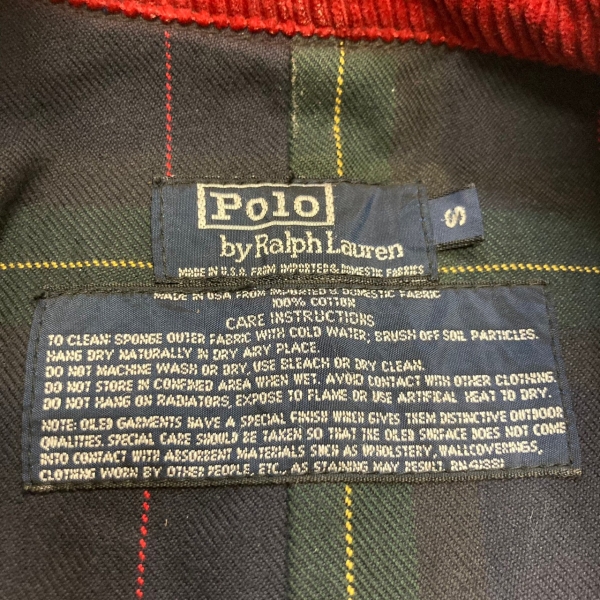 Polo
by Ralph Lauren
MADE IN U.S.A. FROM IMPORTED & DOMESTIC FABRICS
S
MADE IN USA FROM IMPORTED & DOMESTIC FABRIC
100% COTTON
CARE INSTRUCTIONS
TO CLEAN: SPONGE OUTER FABRIC WITH COLD WATER; BRUSH OFF SOIL PARTICLES.
HANG DRY NATURALLY IN DRY AIRY PLACE.
DO NOT MACHINE WASH OR DRY, USE BLEACH OR DRY CLEAN.
DO NOT STORE IN CONFINED AREA WHEN WET. AVOID CONTACT WITH OTHER CLOTHING.
DO NOT HANG ON RADIATORS, EXPOSE TO FLAME OR USE ARTIFICAL HEAT TO DRY.
NOTE: OILED GARMENTS HAVE A SPECIAL FINISH WHICH GIVES THEM DISTINCTIVE OUTDOOR
QUALITIES. SPECIAL CARE SHOULD BE TAKEN SO THAT THE OILED SURFACE DOES NOT COME
INTO CONTACT WITH ABSORBENT MATERIALS SUCH AS UPHOLSTERY, WALLCOVERINGS,
CLOTHING WORN BY OTHER PEOPLE, ETC., AS STAINING MAY RESULT. RN 41381